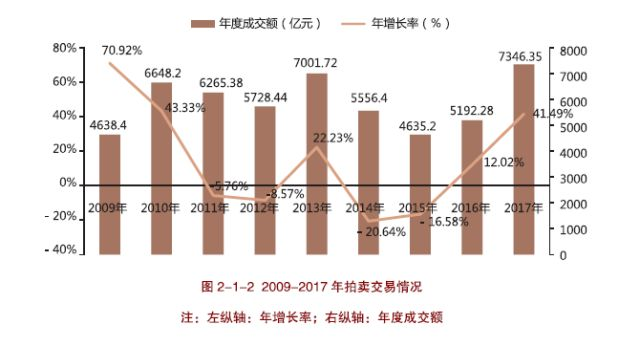 年度成交额（亿元） 年增长率（%）
80% 8000
60% 7000
40% 6000
20% 5000
0% 4000
- 20% 3000
- 40% 2000
1000
0
70.92% 43.33% -5.76% -8.57% 22.23% - 20.64% - 16.58% 12.02% 41.49%
4638.4 6648.2 6265.38 5728.44 7001.72 5556.4 4635.2 5192.28 7346.35
2009年 2010年 2011年 2012年 2013年 2014年 2015年 2016年 2017年
图 2-1-2 2009-2017 年拍卖交易情况
注：左纵轴：年增长率；右纵轴：年度成交额